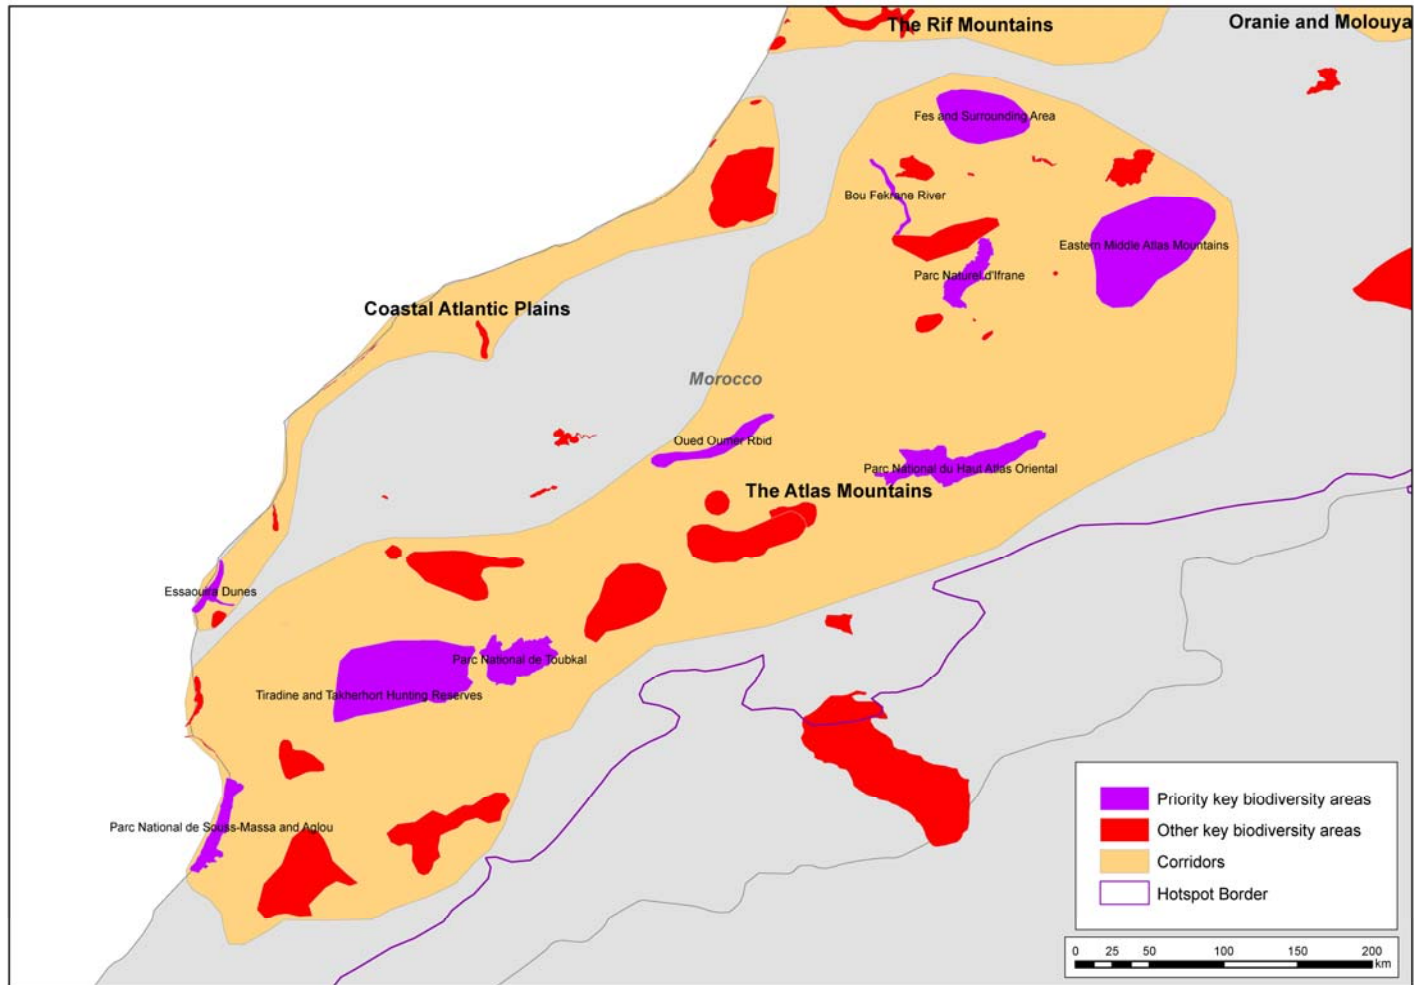 The Rif Mountains
Oranie and Molouya
Fes and Surrounding Area
Bou Fekrane River
Eastern Middle Atlas Mountains
Parc Naturel d'Ifrane
Coastal Atlantic Plains
Morocco
Oued Oumer Rbid
Parc National du Haut Atlas Oriental
The Atlas Mountains
Essaouira Dunes
Parc National de Toubkal
Tiradine and Takherhort Hunting Reserves
Parc National de Souss-Massa and Aglou
Priority key biodiversity areas
Other key biodiversity areas
Corridors
Hotspot Border
0 25 50 100 150 200
km